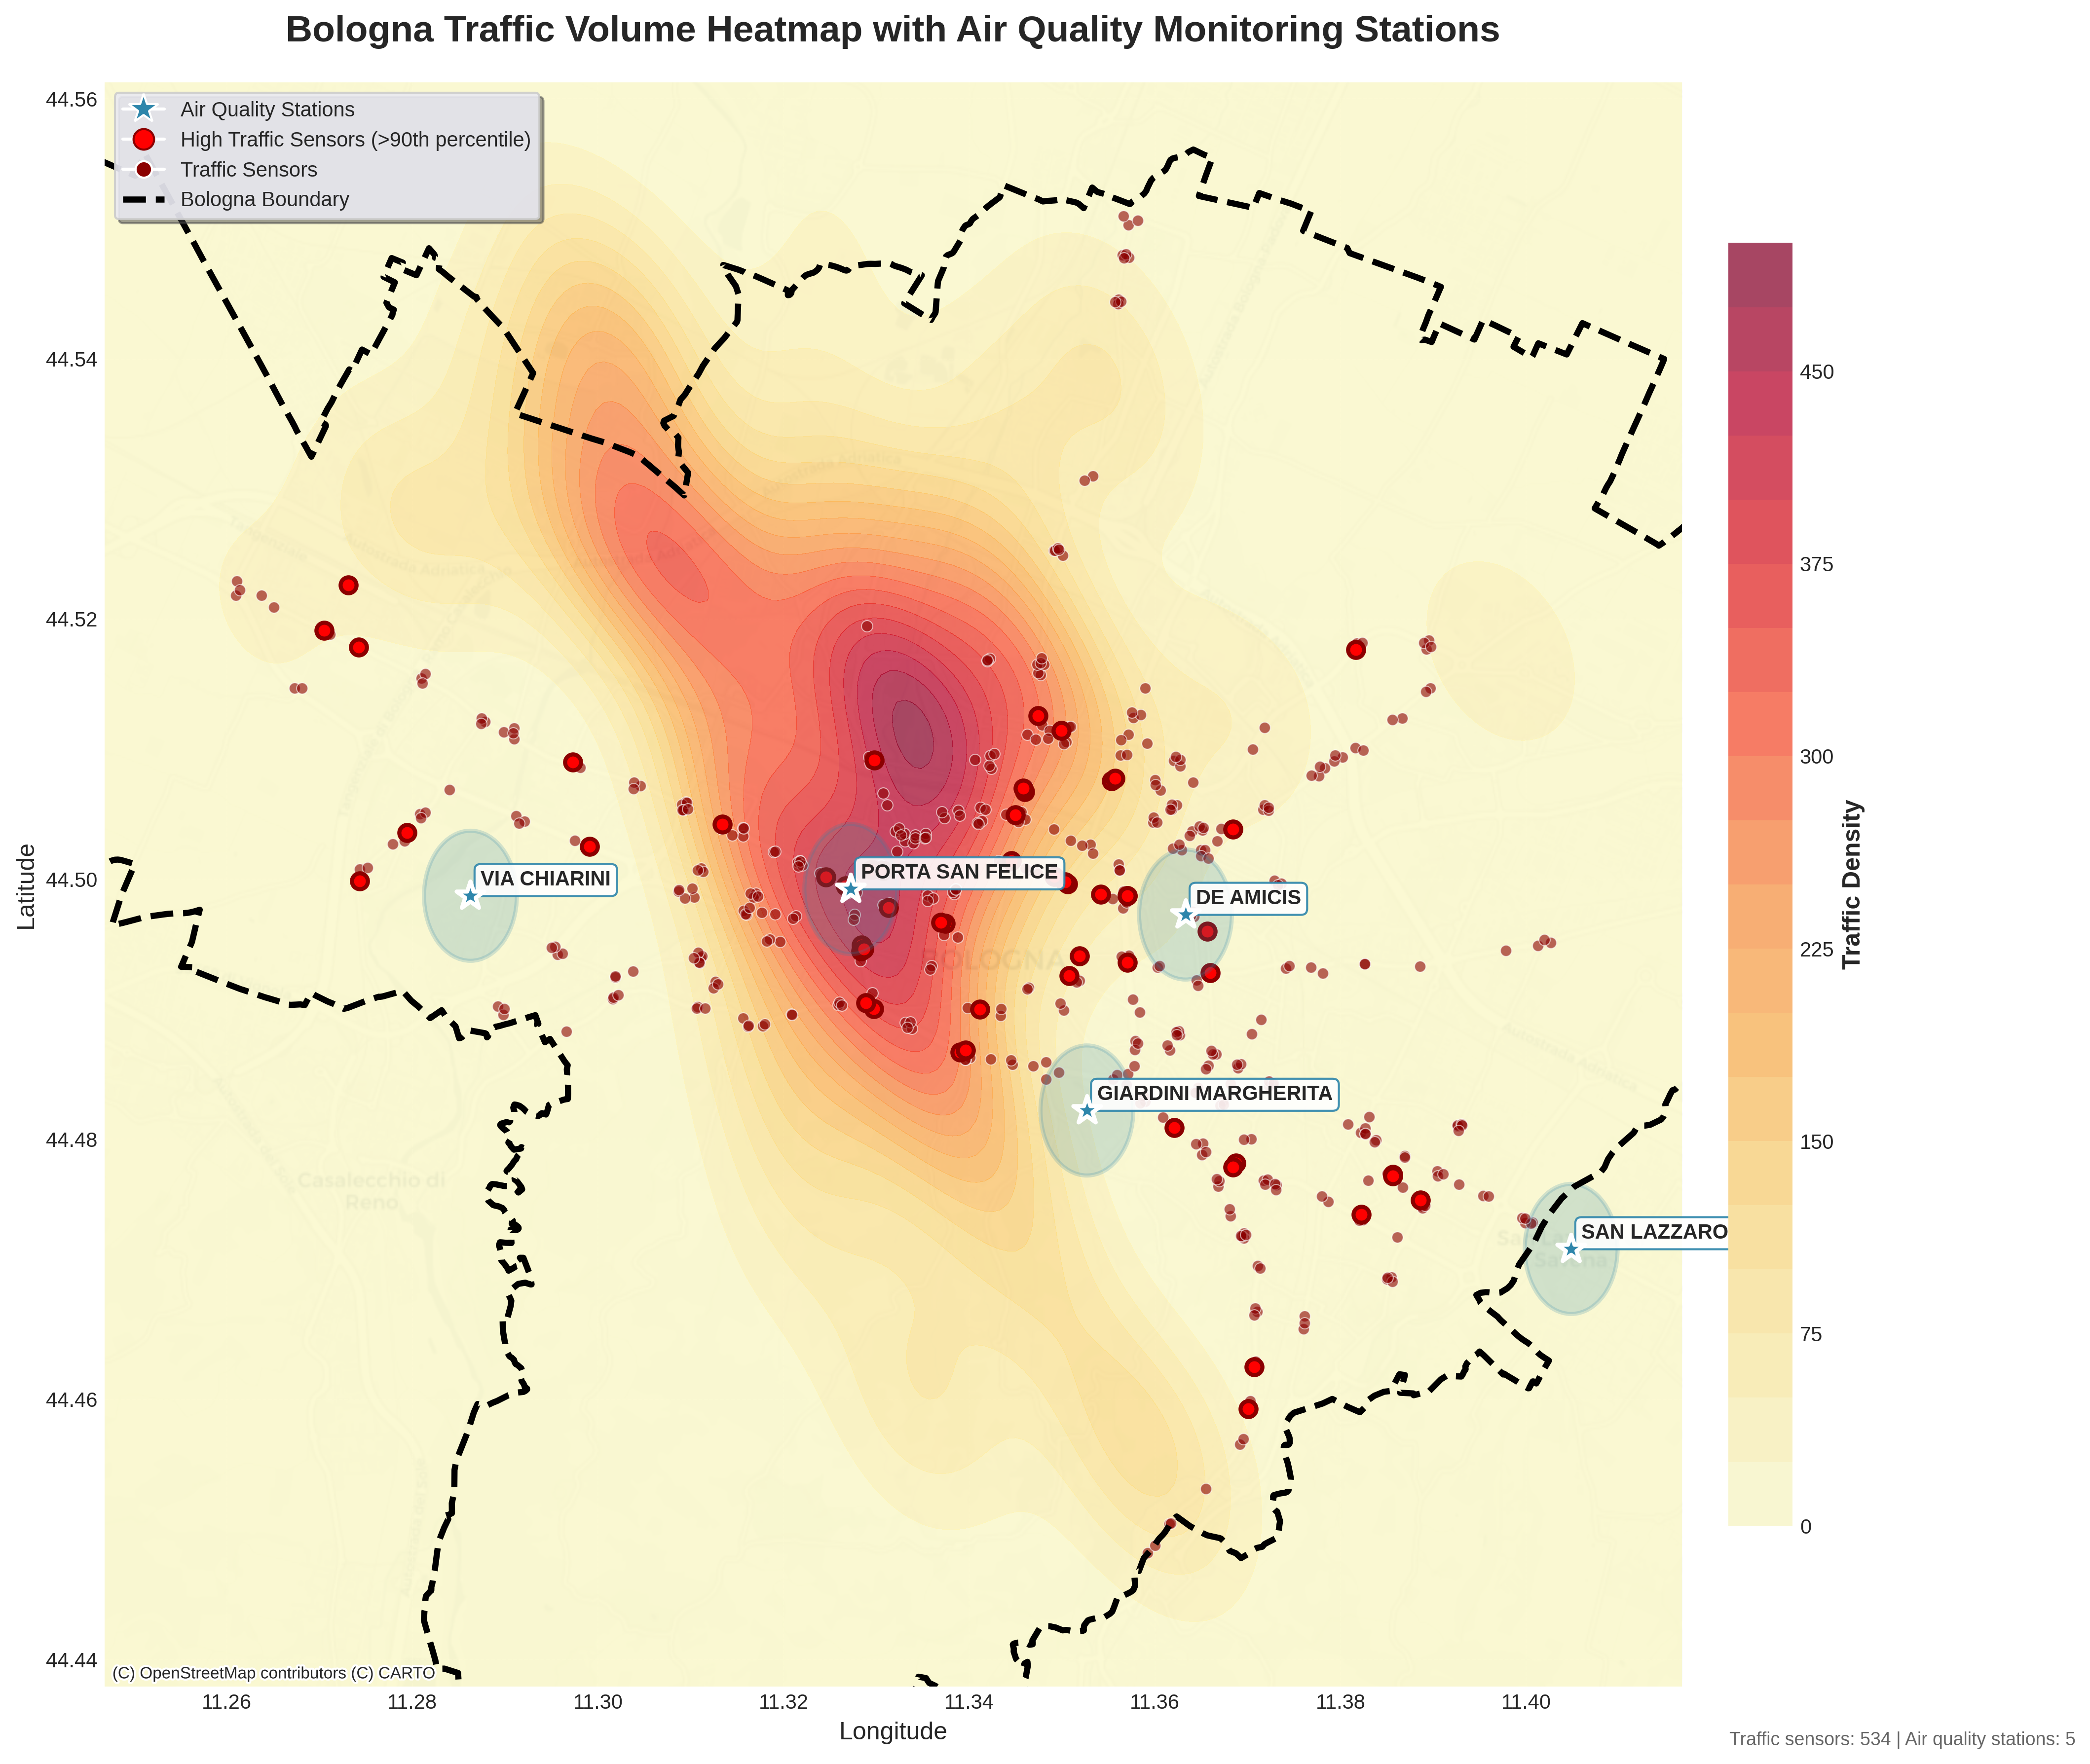 Bologna Traffic Volume Heatmap with Air Quality Monitoring Stations
Air Quality Stations
High Traffic Sensors (>90th percentile)
Traffic Sensors
Bologna Boundary
44.56
44.54
44.52
44.50
44.48
44.46
44.44
Latitude
VIA CHIARINI
PORTA SAN FELICE
DE AMICIS
BOLOGNA
GIARDINI MARGHERITA
Casalecchio di
Reno
SAN LAZZARO
Savena
450
375
300
225
150
75
0
Traffic Density
(C) OpenStreetMap contributors (C) CARTO
11.26
11.28
11.30
11.32
11.34
11.36
11.38
11.40
Longitude
Traffic sensors: 534 | Air quality stations: 5